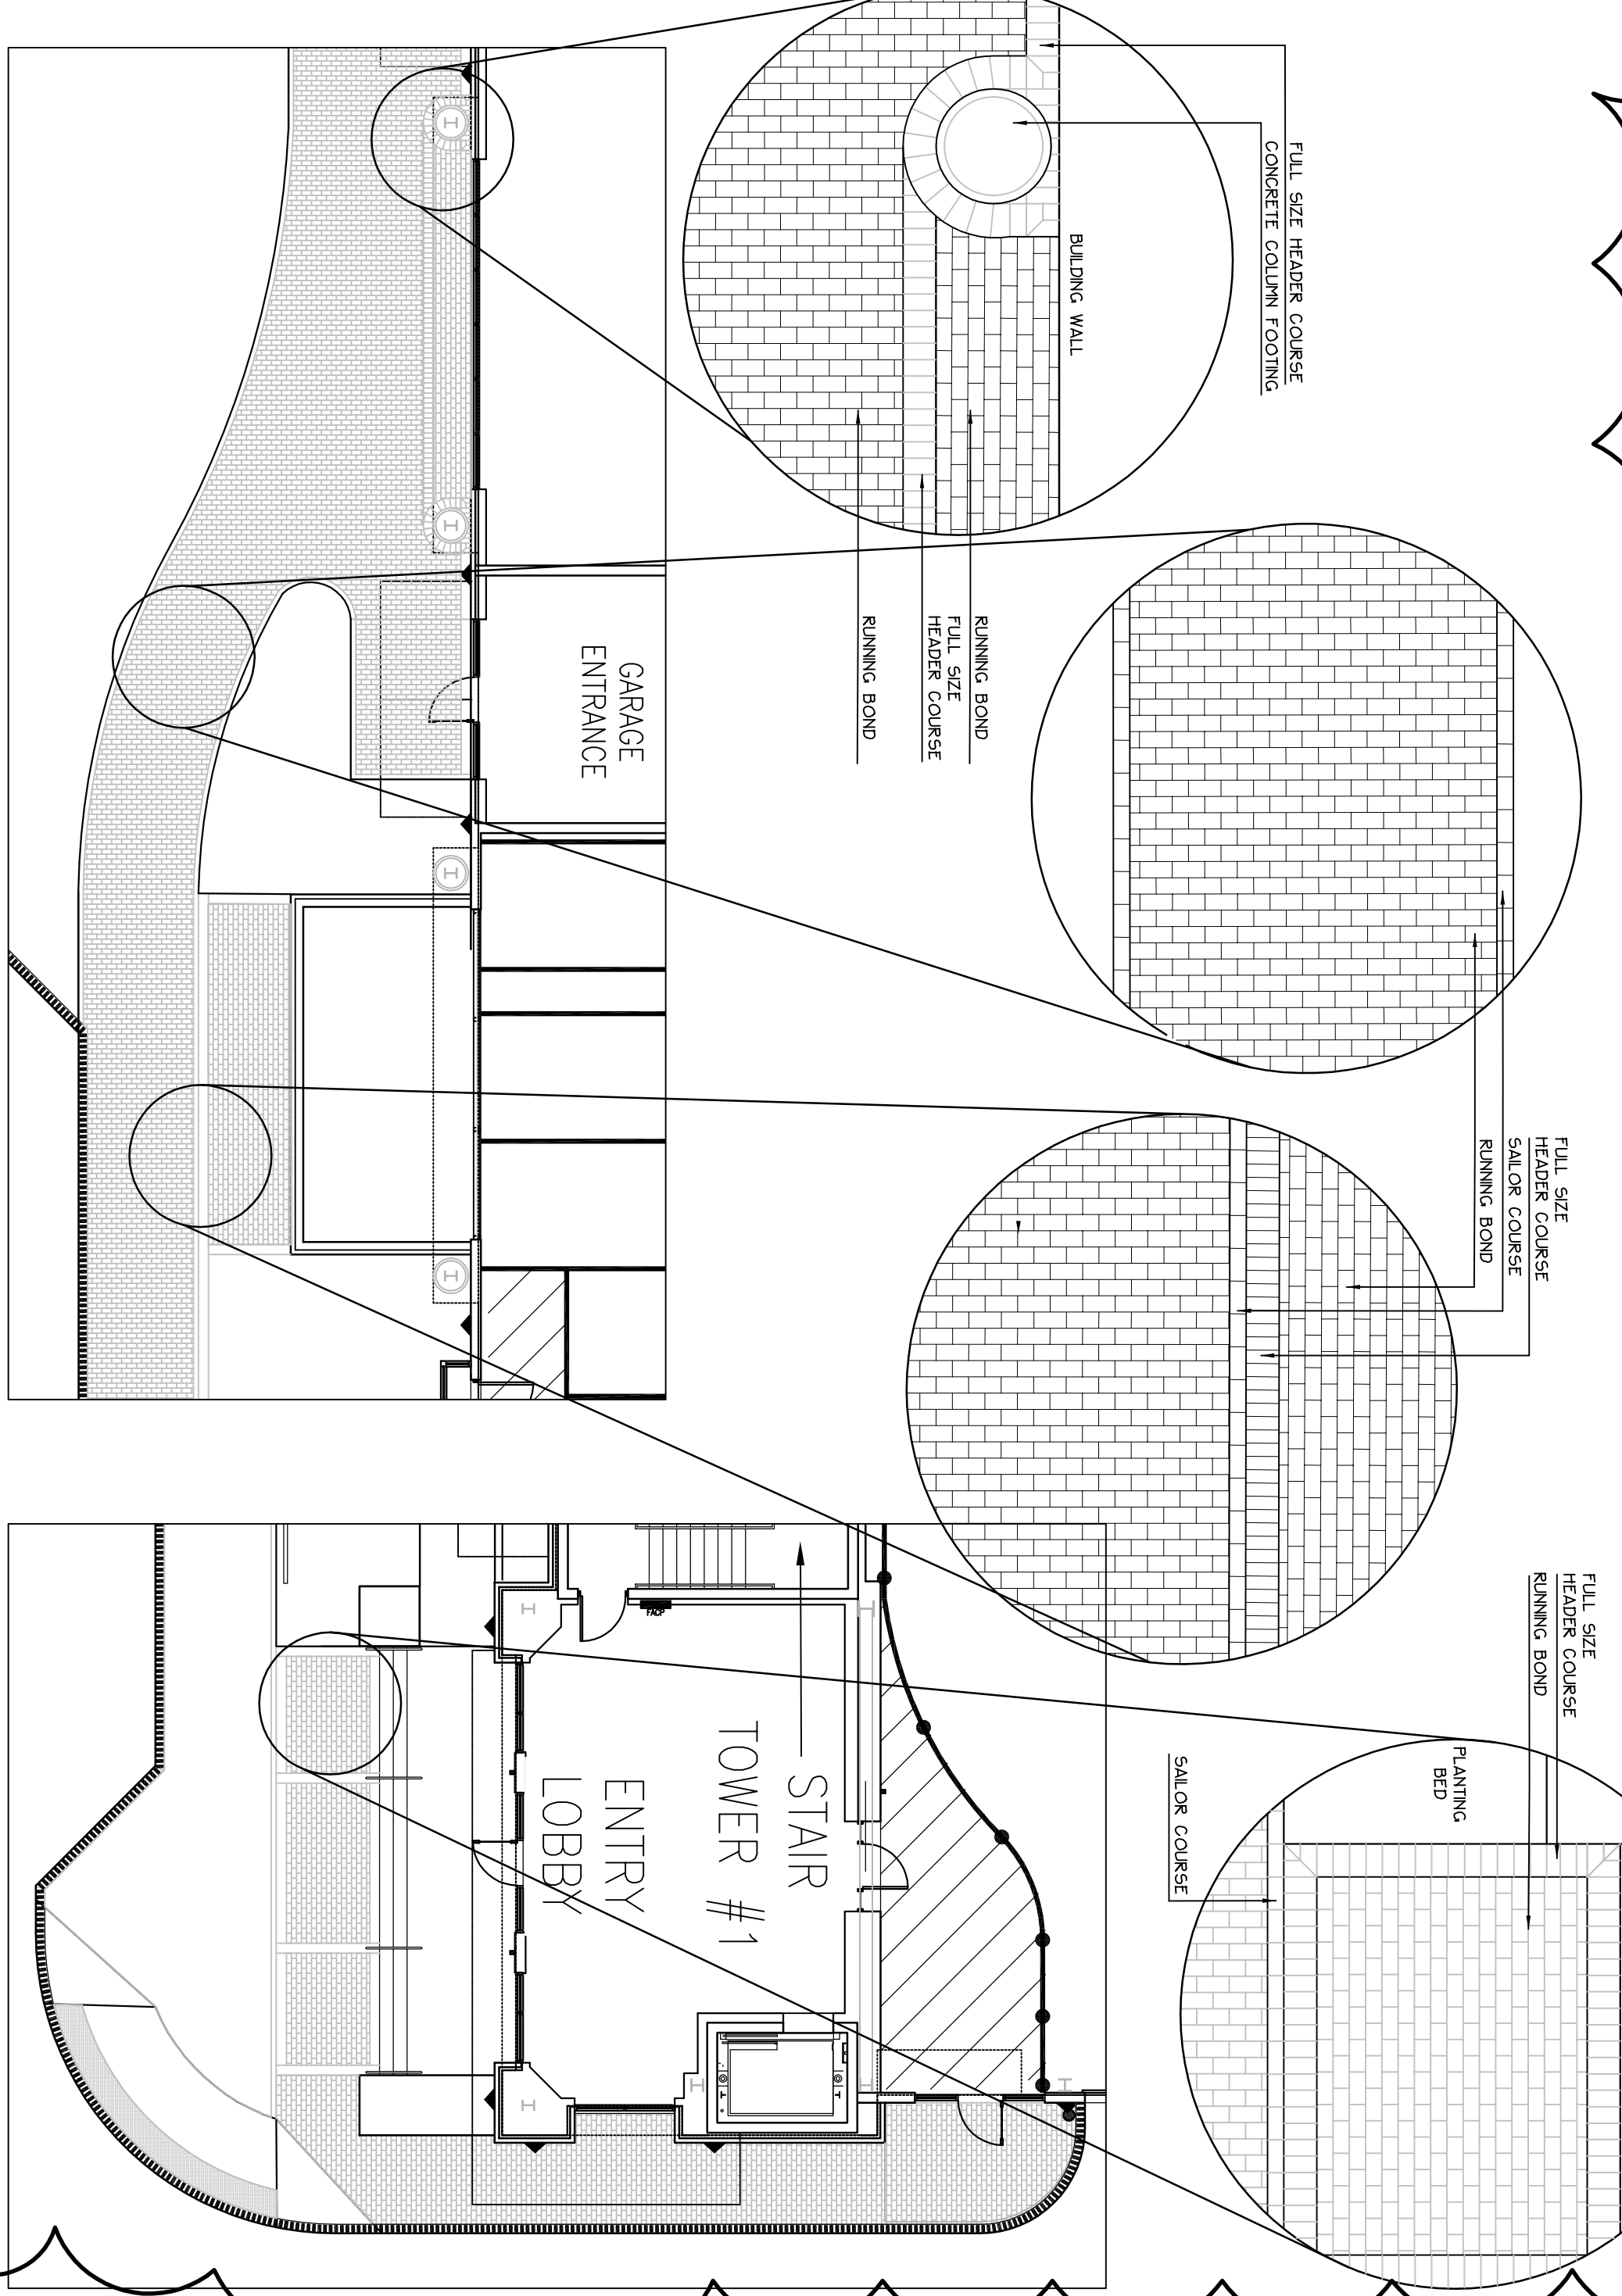 FULL SIZE HEADER COURSE
CONCRETE COLUMN FOOTING
BUILDING WALL
RUNNING BOND
FULL SIZE
HEADER COURSE
RUNNING BOND
GARAGE
ENTRANCE
FULL SIZE
HEADER COURSE
SAILOR COURSE
RUNNING BOND
FULL SIZE
HEADER COURSE
RUNNING BOND
PLANTING
BED
SAILOR COURSE
STAIR
TOWER #1
ENTRY
LOBBY
FACP